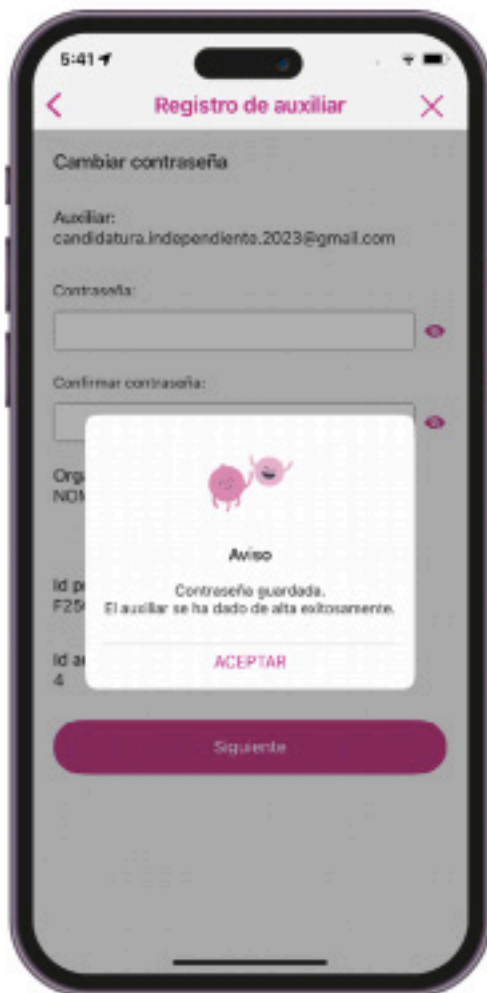 5:41
Registro de auxiliar
Cambiar contraseña
Auxiliar:
candidatura.independiente.2023@gmail.com
Contraseña:
Confirmar contraseña:
Aviso
Contraseña guardada.
El auxiliar se ha dado de alta exitosamente.
ACEPTAR
4
Siguiente